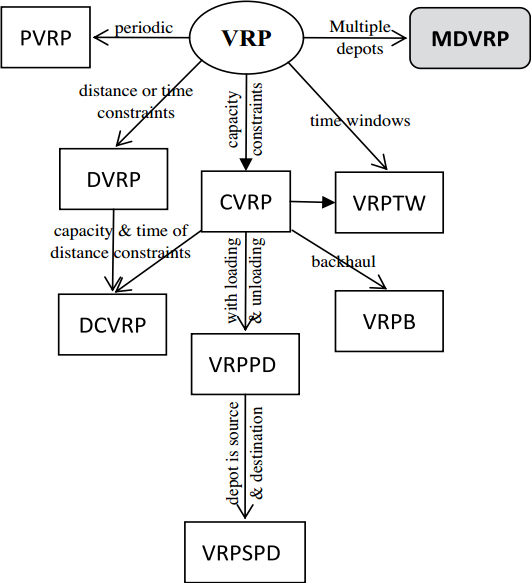 PVRP
periodic
VRP
Multiple
depots
MDVRP
distance or time
constraints
capacity
constraints
time windows
DVRP
CVRP
VRPTW
capacity & time of
distance constraints
with loading
& unloading
backhaul
DCVRP
VRPB
VRPPD
depot is source
& destination
VRPSPD